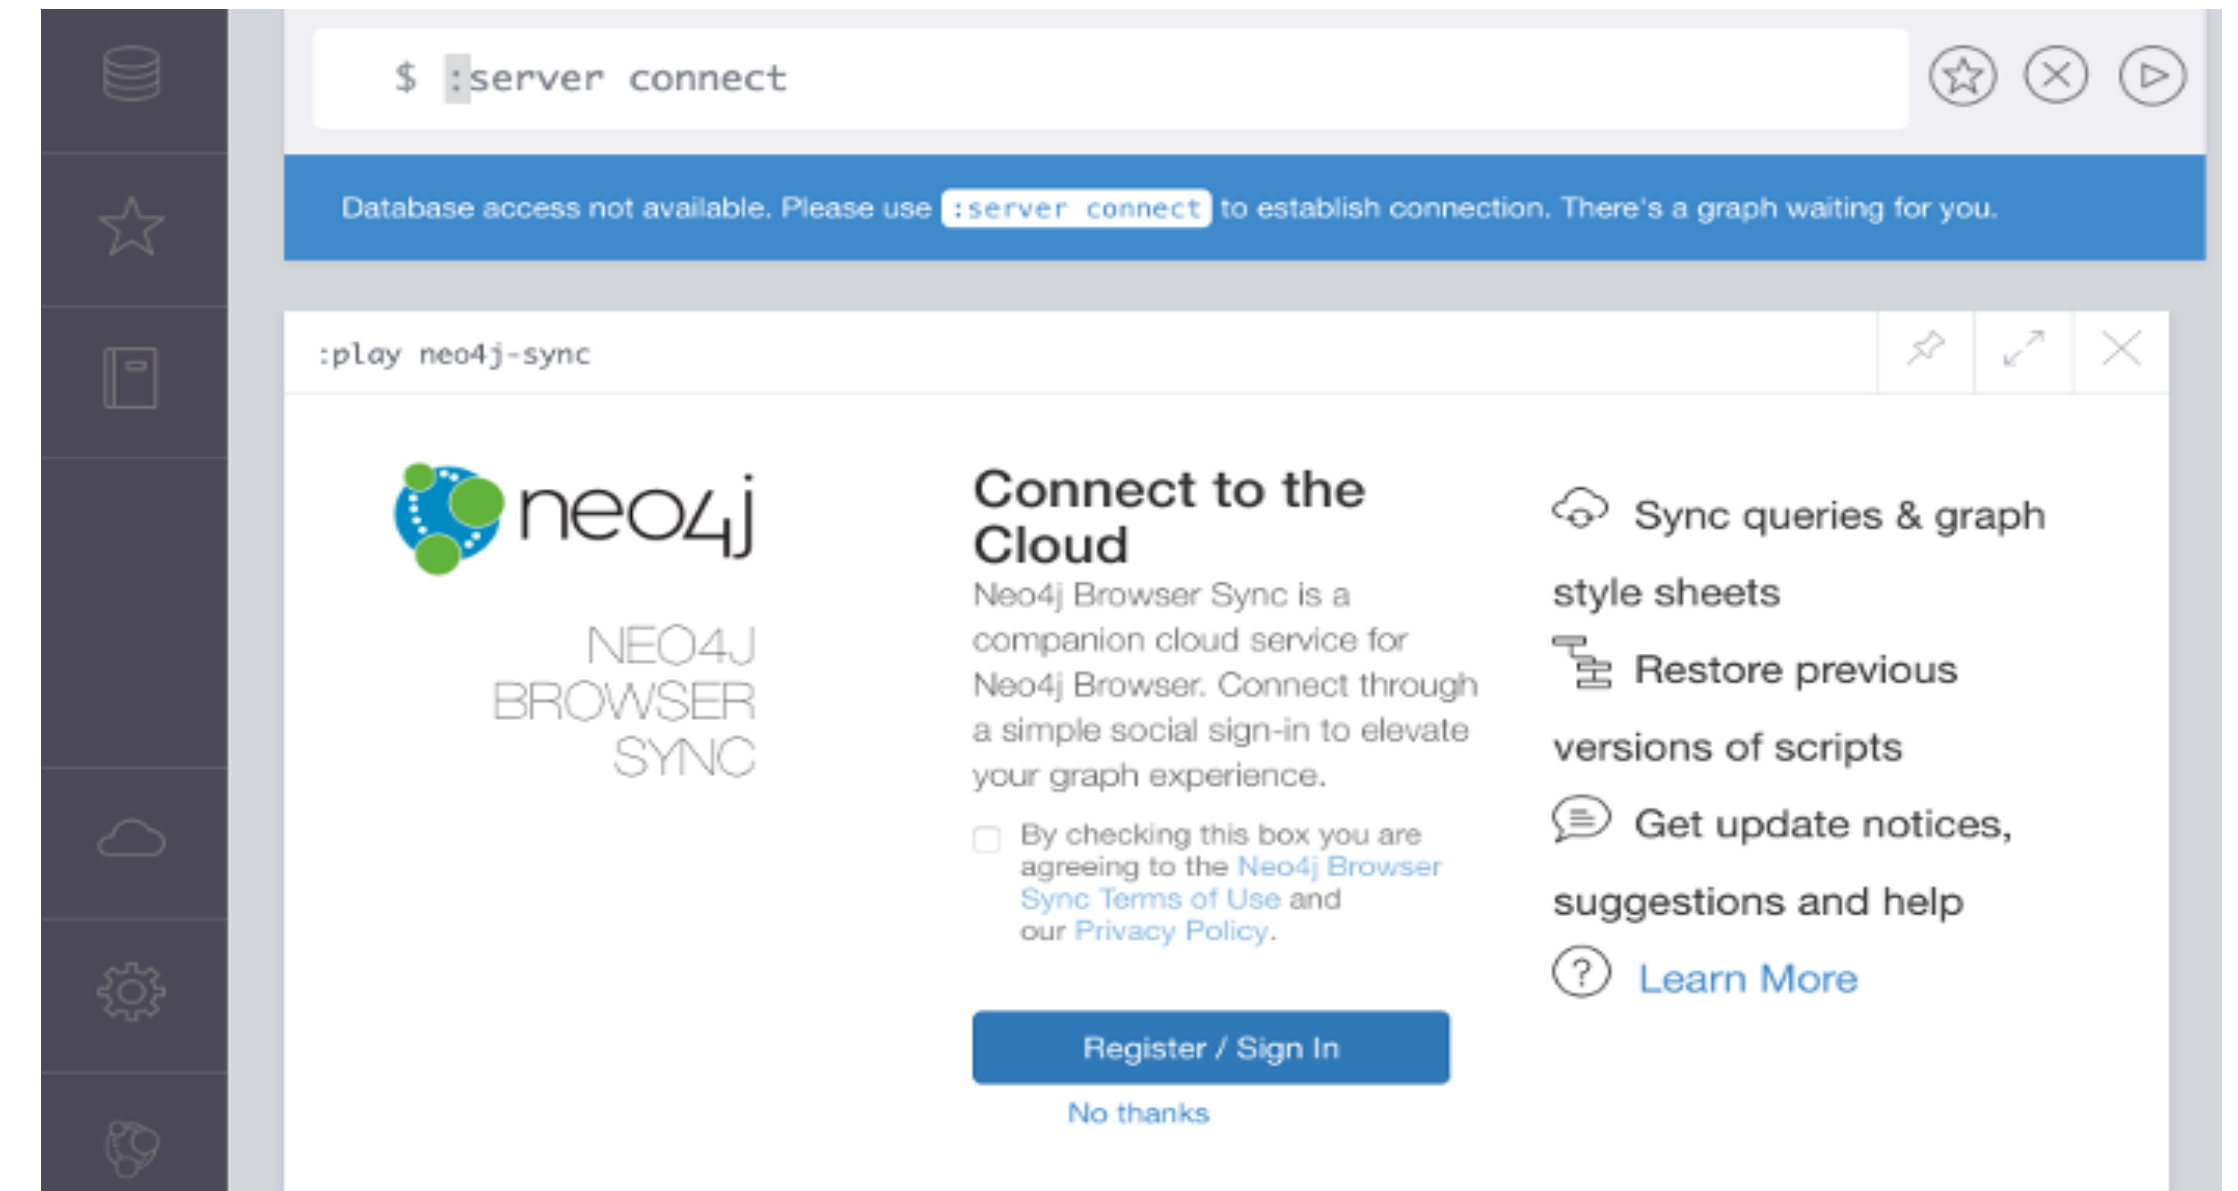 $ :server connect
Database access not available. Please use :server connect to establish connection. There's a graph waiting for you.
:play neo4j-sync
neo4j
NEO4J
BROWSER
SYNC
Connect to the
Cloud
Neo4j Browser Sync is a
companion cloud service for
Neo4j Browser. Connect through
a simple social sign-in to elevate
your graph experience.
By checking this box you are
agreeing to the Neo4j Browser
Sync Terms of Use and
our Privacy Policy.
Register / Sign In
No thanks
Sync queries & graph
style sheets
Restore previous
versions of scripts
Get update notices,
suggestions and help
Learn More